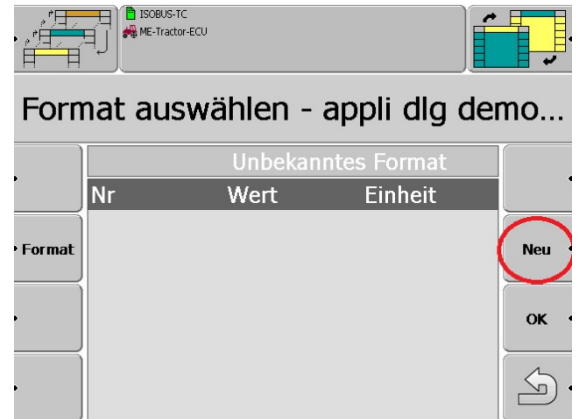 ISOBUS-TC
ME-Tractor-ECU
Format auswählen - appli dlg demo...
Unbekanntes Format
Nr Wert Einheit
Format
Neu
OK